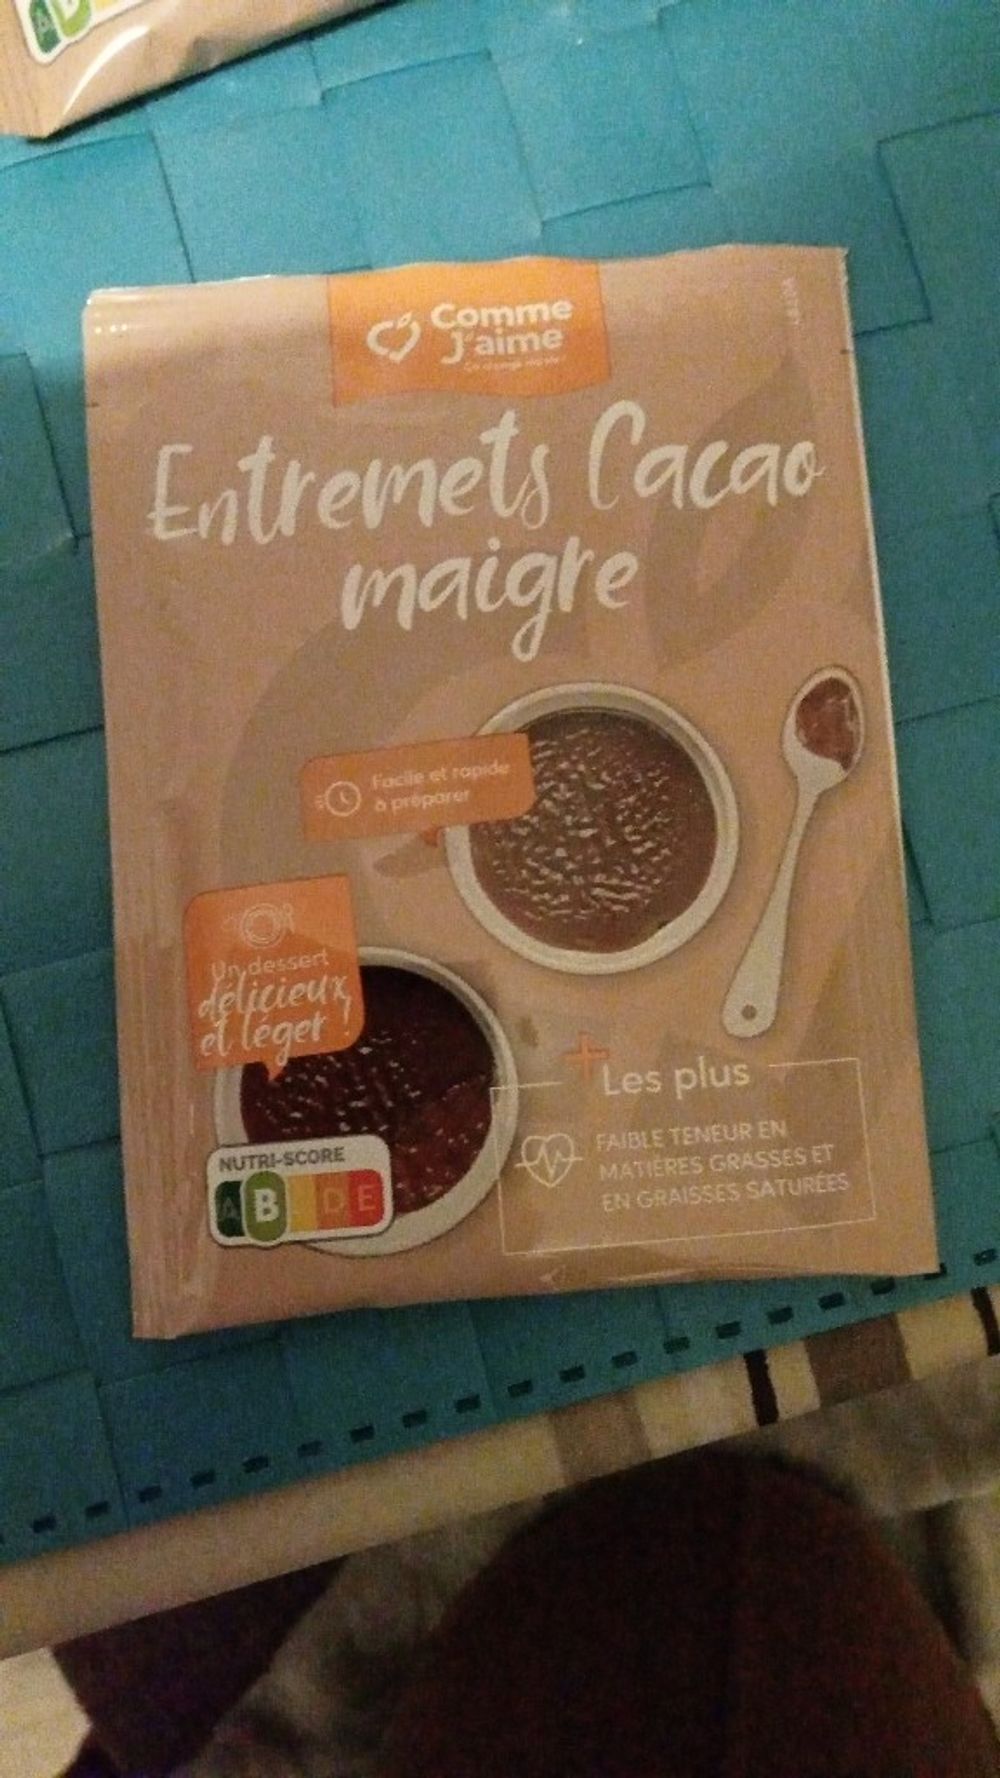 Comme
J'aime
Entremets Cacao
maigre
Facile et rapide
à préparer
Un dessert
délicieux
et léger !
Les plus
FAIBLE TENEUR EN
MATIÈRES GRASSES ET
EN GRAISSES SATURÉES
NUTRI-SCORE
A B D E